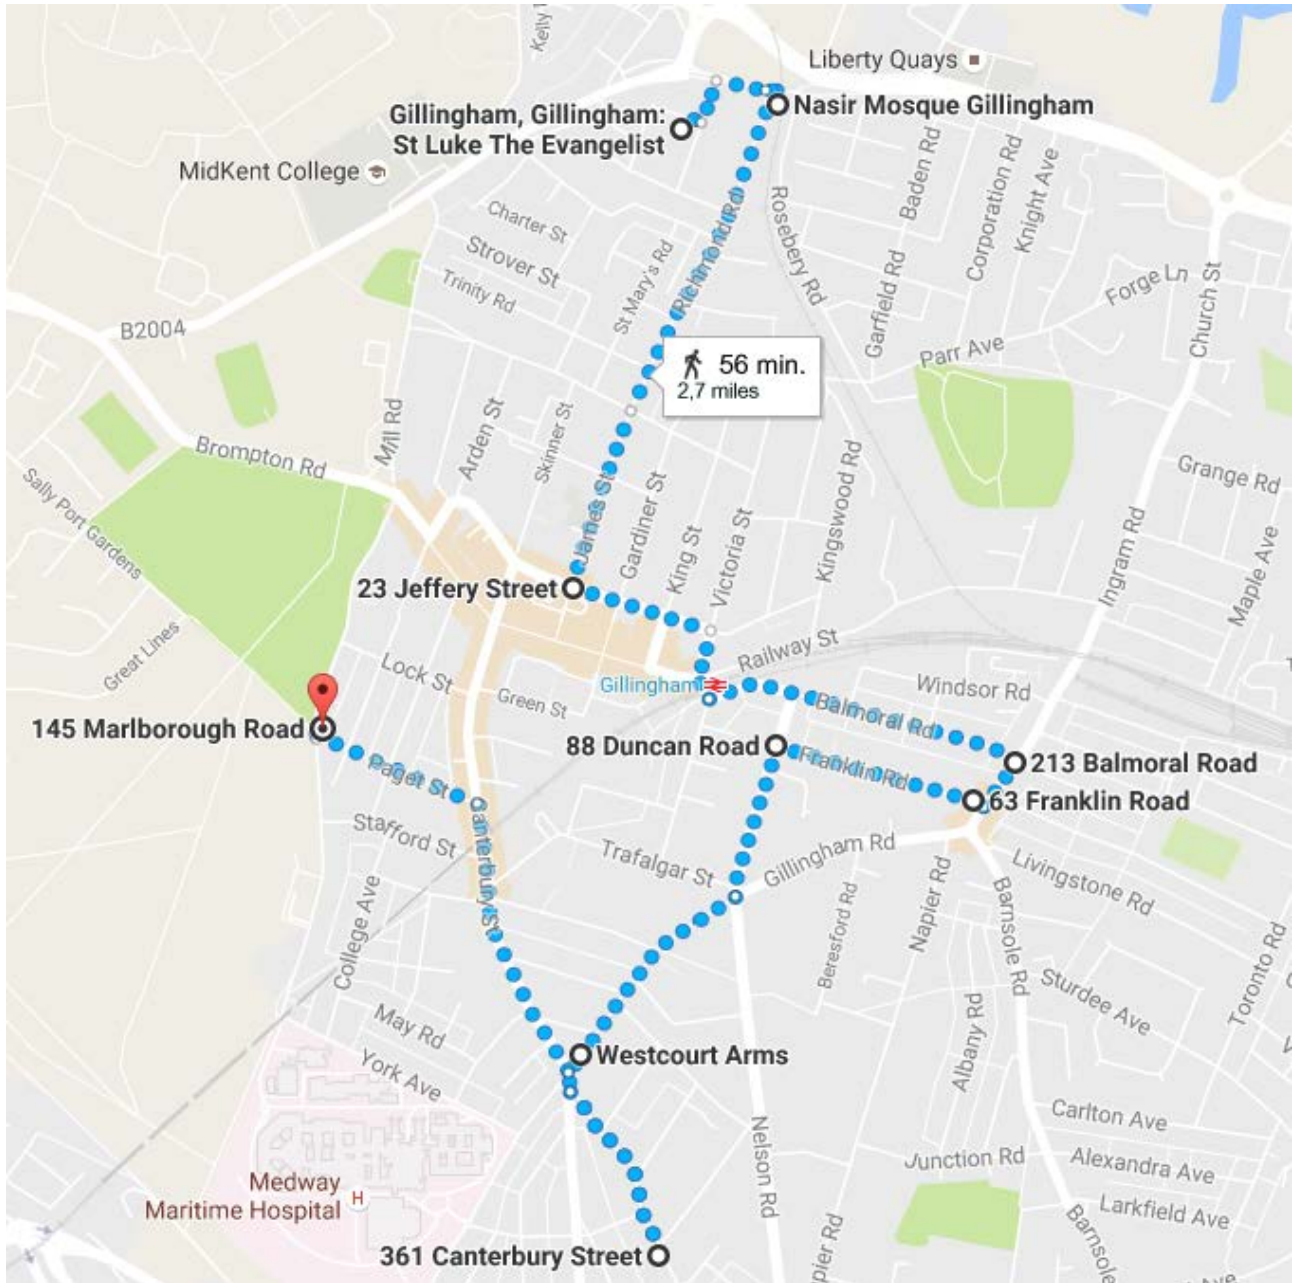 Kelly
Liberty Quays
Nasir Mosque Gillingham
Gillingham, Gillingham:
St Luke The Evangelist
MidKent College
Baden Rd
Corporation Rd
Knight Ave
Rosebery Rd
Richmond Rd
Charter St
Strover St
Trinity Rd
St Mary's Rd
Garfield Rd
Forge Ln
Church St
B2004
Parr Ave
56 min.
2,7 miles
Mill Rd
Arden St
Skinner St
Brompton Rd
Sally Port Gardens
James St
Gardiner St
King St
Victoria St
Kingswood Rd
Grange Rd
Ingram Rd
Maple Ave
23 Jeffery Street
Great Lines
Lock St
Green St
Railway St
Gillingham
Windsor Rd
Balmoral Rd
145 Marlborough Road
88 Duncan Road
213 Balmoral Road
Franklin Rd
63 Franklin Road
Paget St
Canterbury St
Stafford St
Trafalgar St
Gillingham Rd
Livingstone Rd
College Ave
Beresford Rd
Napier Rd
Barnsole Rd
Toronto Rd
Sturdee Ave
Albany Rd
May Rd
York Ave
Westcourt Arms
Carlton Ave
Nelson Rd
Junction Rd
Alexandra Ave
Larkfield Ave
Medway
Maritime Hospital
H
361 Canterbury Street
pier Rd
Barnsole